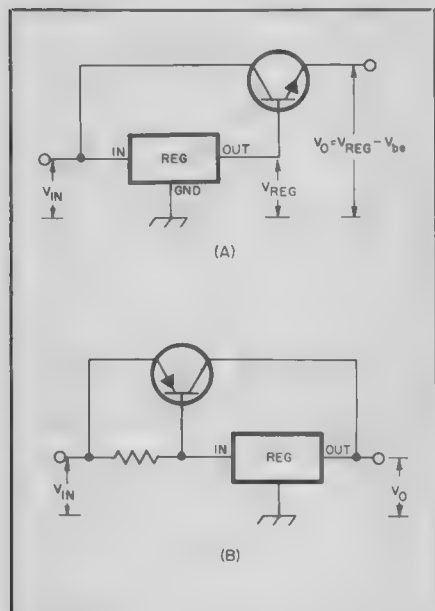 IN REG OUT
GND
V_IN
V_REG
V_O = V_REG – V_be
(A)
IN REG OUT
V_IN
V_O
(B)